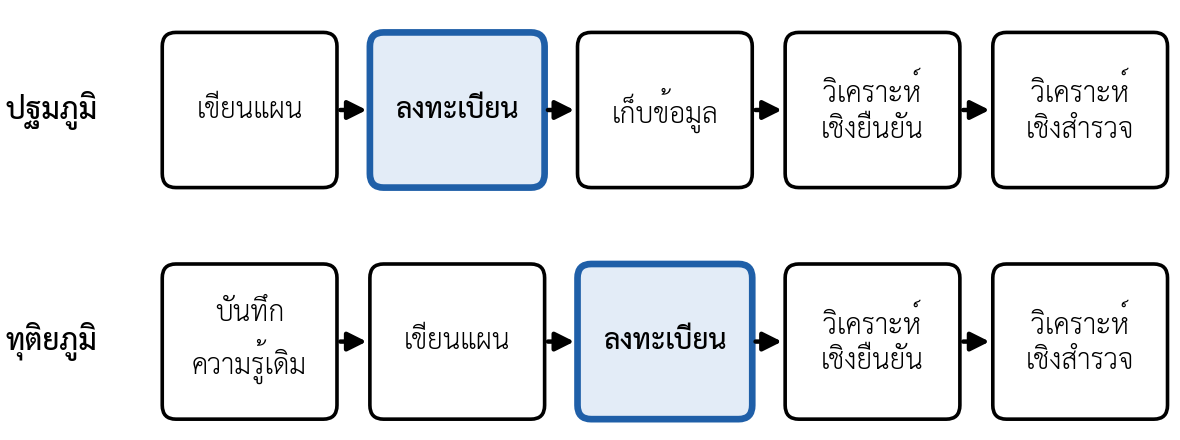 ปฐมภูมิ
เขียนแผน
ลงทะเบียน
เก็บข้อมูล
วิเคราะห์
เชิงยืนยัน
วิเคราะห์
เชิงสำรวจ
ทุติยภูมิ
บันทึก
ความรู้เดิม
เขียนแผน
ลงทะเบียน
วิเคราะห์
เชิงยืนยัน
วิเคราะห์
เชิงสำรวจ